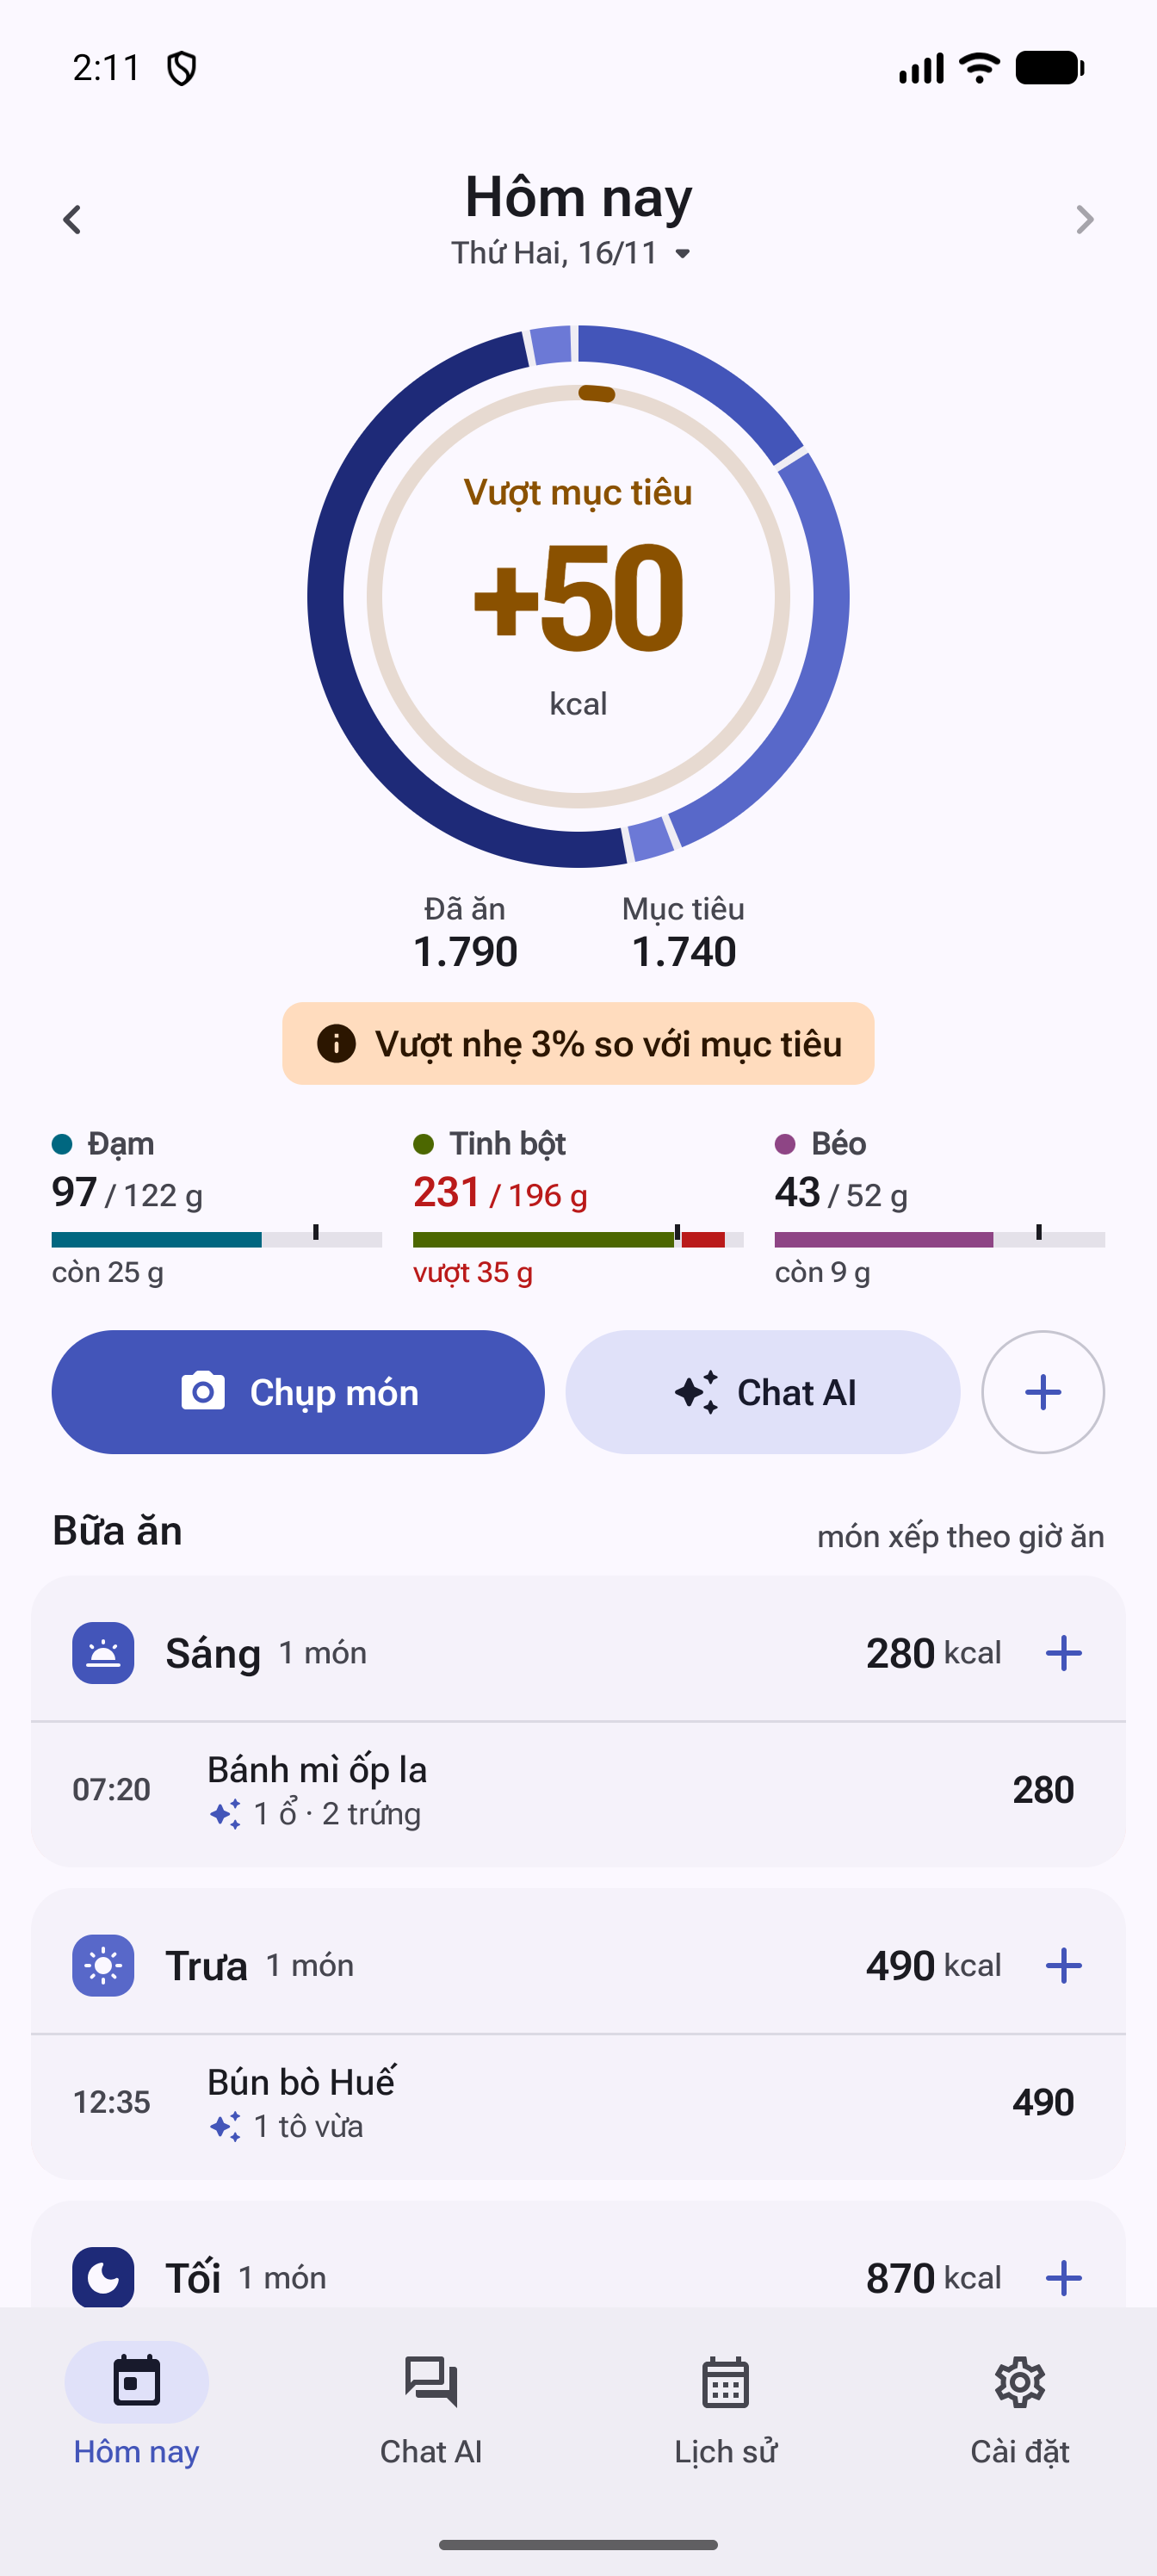 2:11
Hôm nay
Thứ Hai, 16/11
Vượt mục tiêu
+50
kcal
Đã ăn
1.790
Mục tiêu
1.740
Vượt nhẹ 3% so với mục tiêu
Đạm
97 / 122 g
còn 25 g
Tinh bột
231 / 196 g
vượt 35 g
Béo
43 / 52 g
còn 9 g
Chụp món
Chat AI
Bữa ăn
món xếp theo giờ ăn
Sáng 1 món 280 kcal
07:20
Bánh mì ốp la
1 ổ · 2 trứng
280
Trưa 1 món 490 kcal
12:35
Bún bò Huế
1 tô vừa
490
Tối 1 món 870 kcal
Hôm nay
Chat AI
Lịch sử
Cài đặt